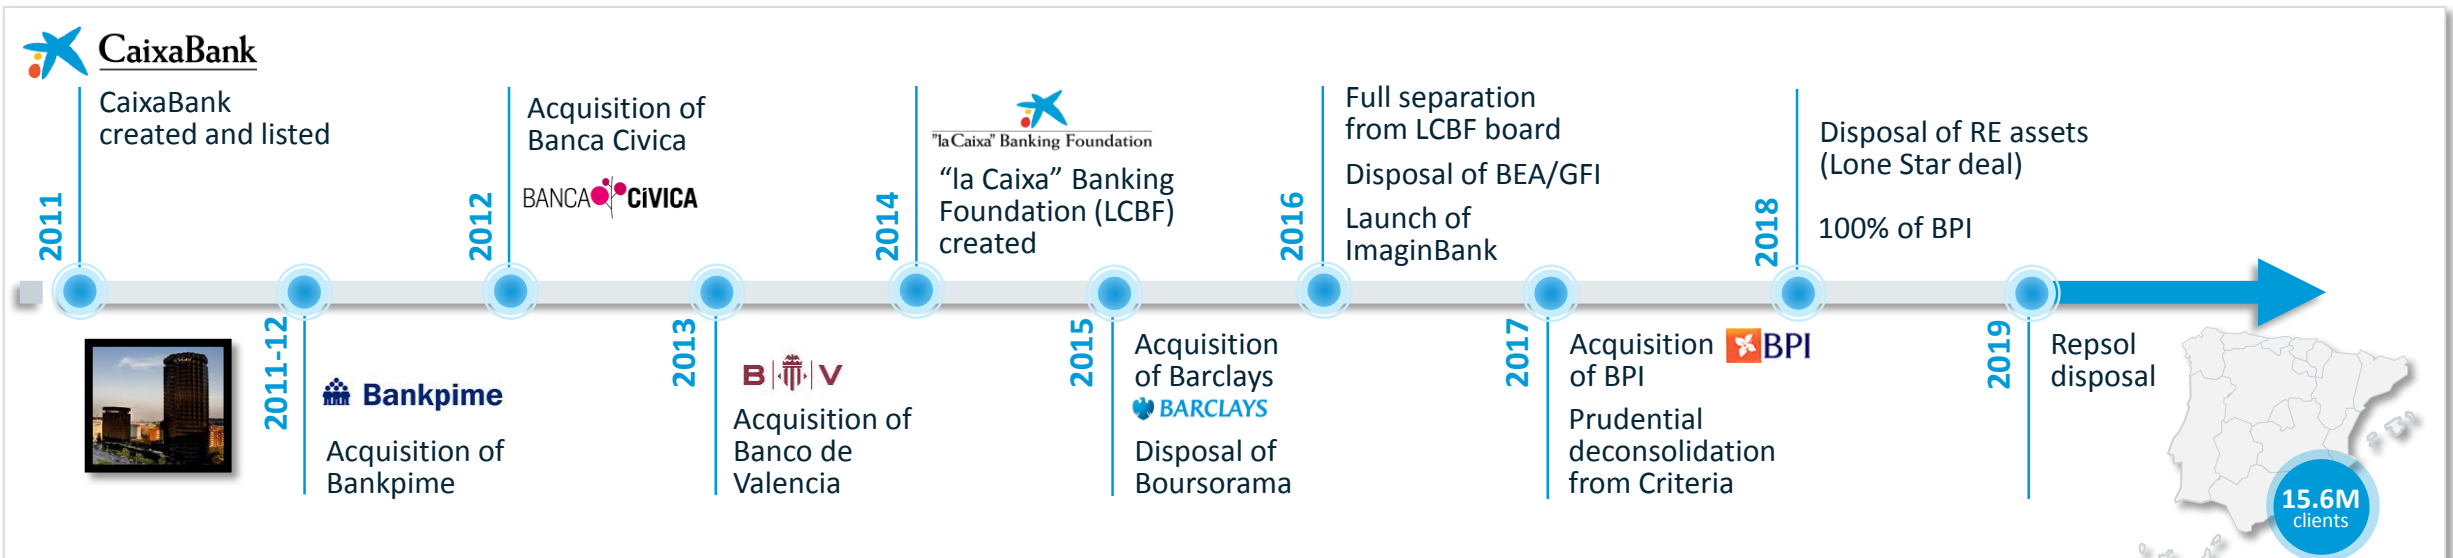 CaixaBank
2011
CaixaBank
created and listed
2011-12
Bankpime
Acquisition of
Bankpime
2012
Acquisition of
Banca Civica
BANCA CÍVICA
2013
B V
Acquisition of
Banco de
Valencia
2014
"la Caixa" Banking Foundation
“la Caixa” Banking
Foundation (LCBF)
created
2015
Acquisition
of Barclays
BARCLAYS
Disposal of
Boursorama
2016
Full separation
from LCBF board
Disposal of BEA/GFI
Launch of
ImaginBank
2017
Acquisition
of BPI
BPI
Prudential
deconsolidation
from Criteria
2018
Disposal of RE assets
(Lone Star deal)
100% of BPI
2019
Repsol
disposal
15.6M
clients